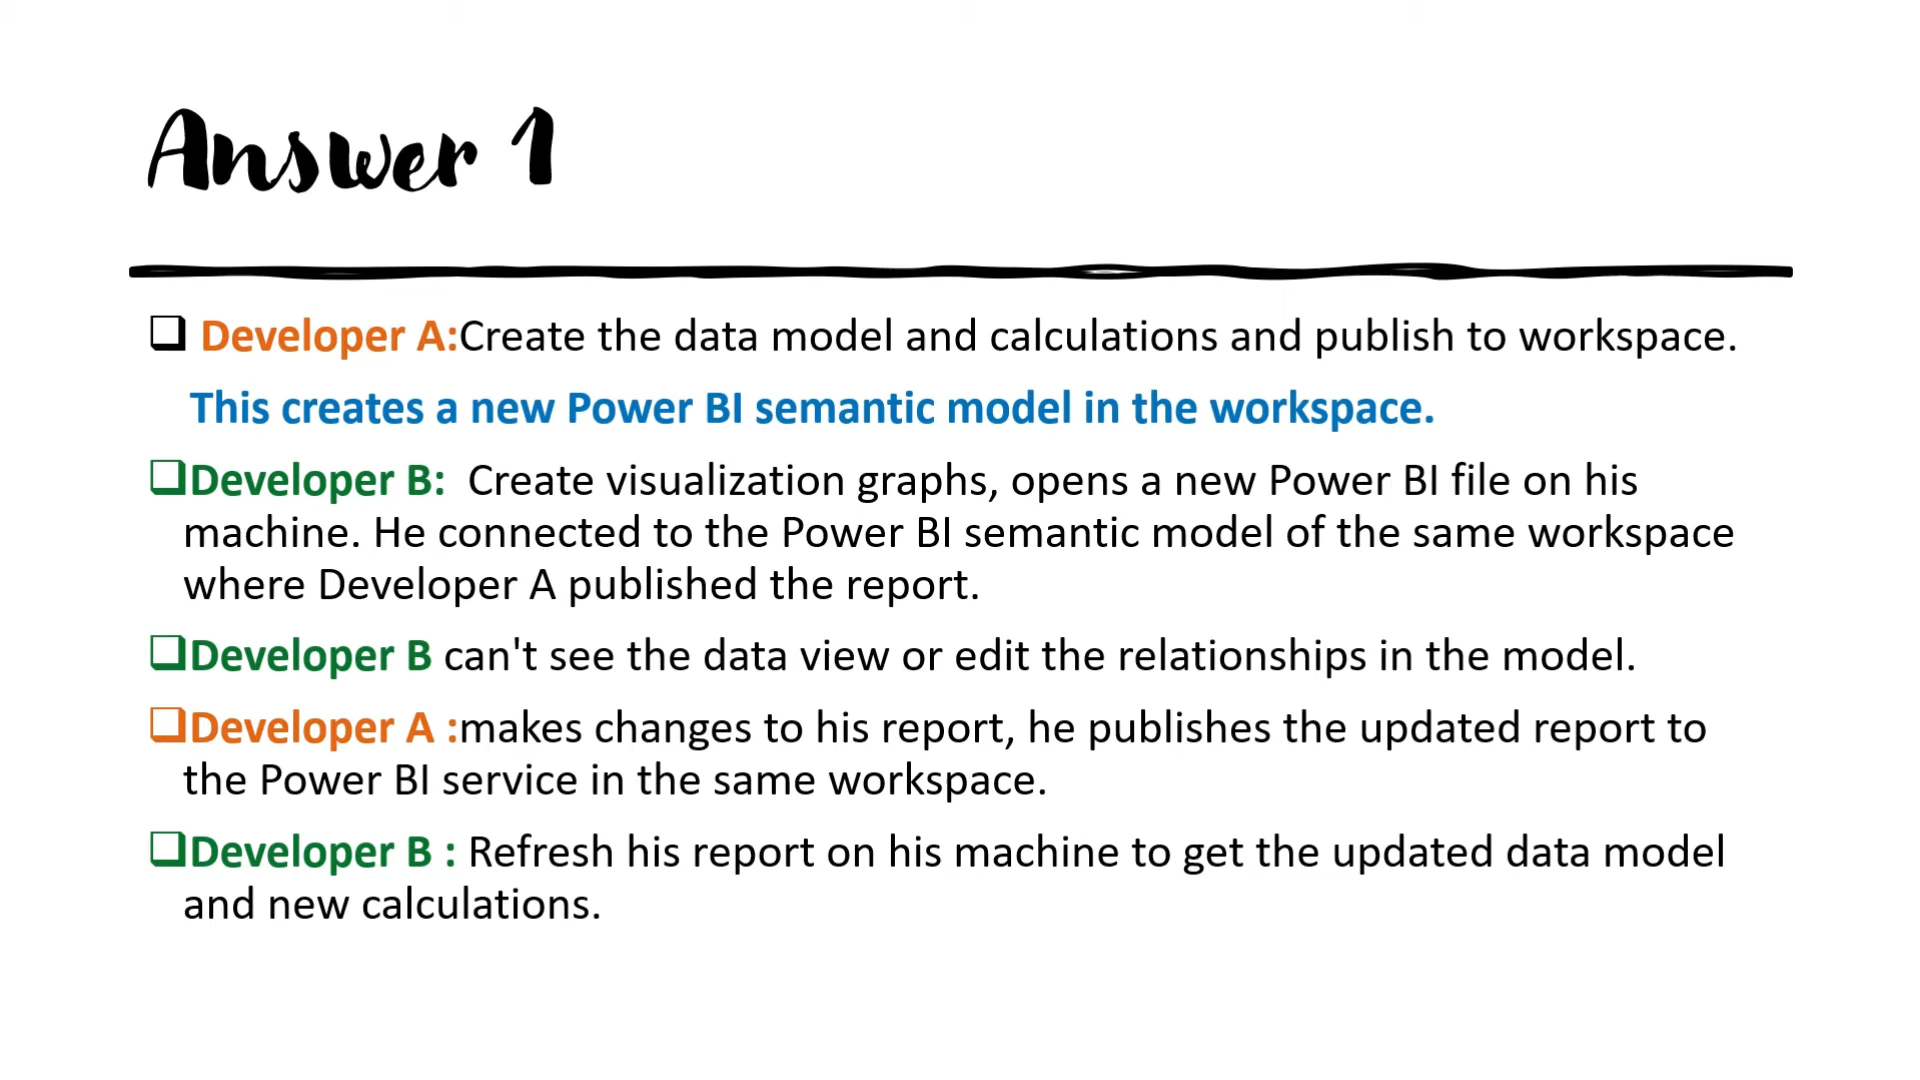 Answer 1
❑ Developer A:Create the data model and calculations and publish to workspace.
This creates a new Power BI semantic model in the workspace.
❑Developer B:  Create visualization graphs, opens a new Power BI file on his
machine. He connected to the Power BI semantic model of the same workspace
where Developer A published the report.
❑Developer B can't see the data view or edit the relationships in the model.
❑Developer A :makes changes to his report, he publishes the updated report to
the Power BI service in the same workspace.
❑Developer B : Refresh his report on his machine to get the updated data model
and new calculations.